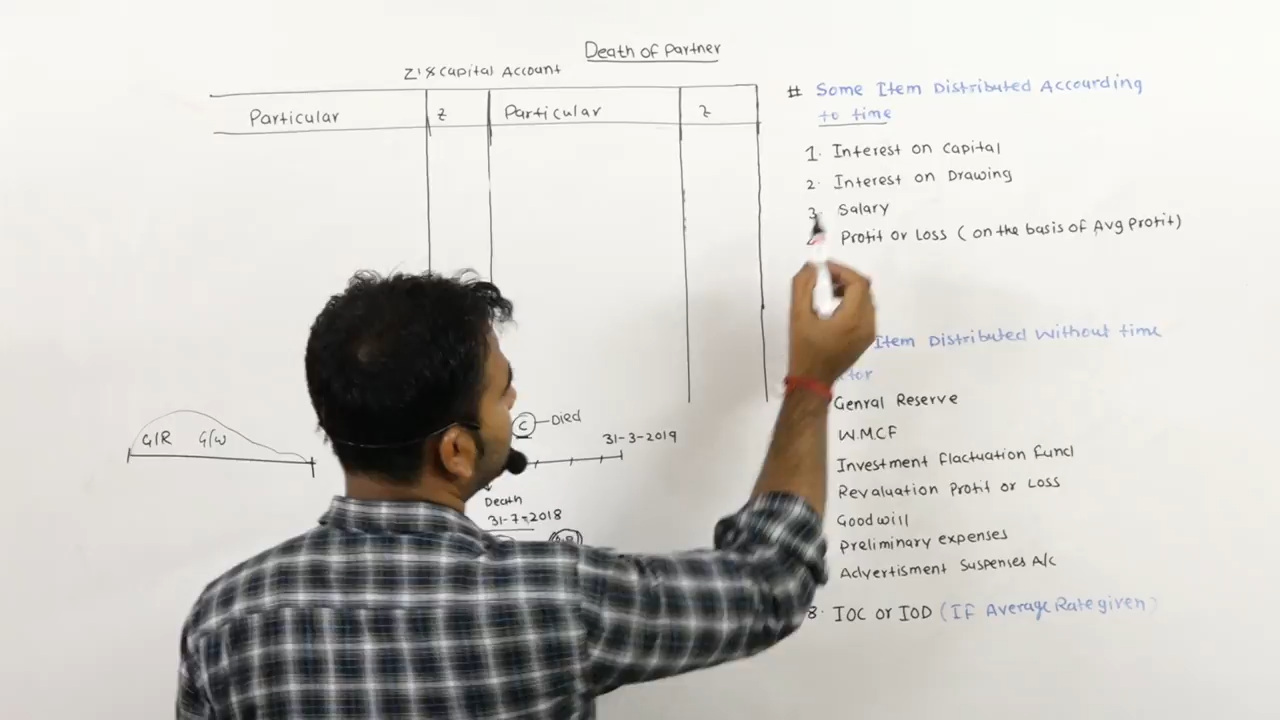 Death of Partner
Z's Capital Account
Particular ₹ Particular ₹
# Some Item Distributed Accourding
to time
1. Interest on Capital
2. Interest on Drawing
3. Salary
Profit or Loss ( on the basis of Avg Profit)
Item Distributed Without time
Genral Reserve
W.M.C.F
Investment Flactuation Fund
Revaluation Profit or Loss
Goodwill
Preliminary expenses
Advertisment Suspenses A/c
8. IOC or IOD (IF Average Rate given)
G/R G/W
C Died
31-3-2019
Death
31-7-2018